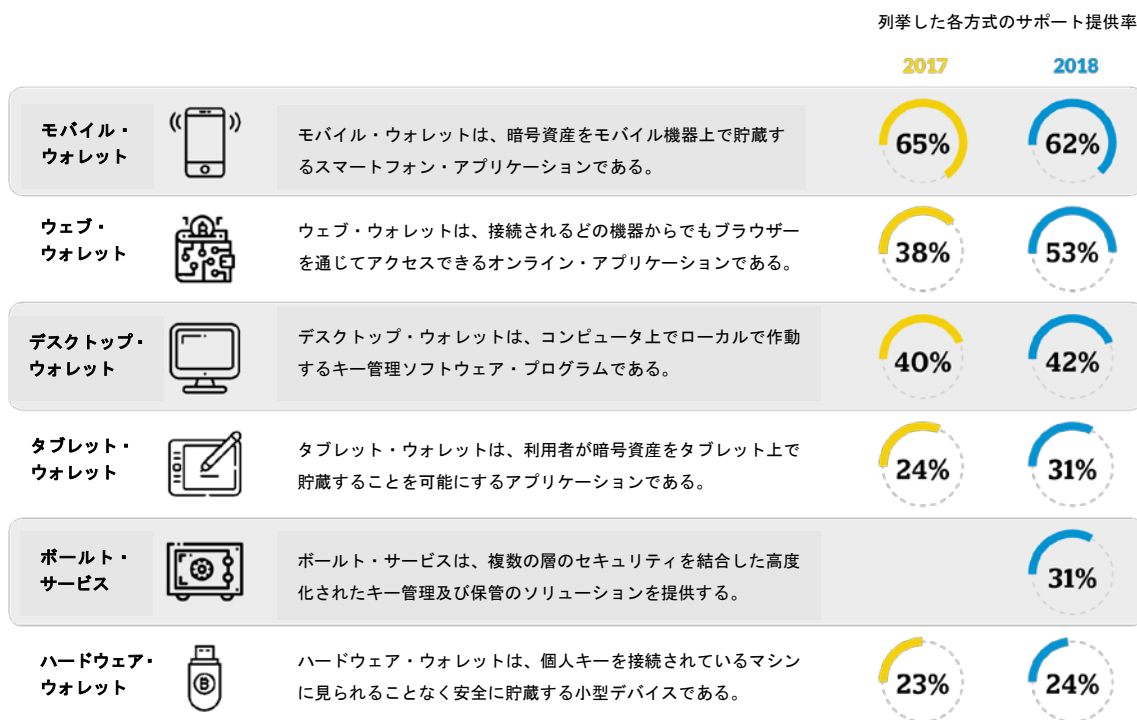 列挙した各方式のサポート提供率
2017 2018
モバイル・
ウォレット
モバイル・ウォレットは、暗号資産をモバイル機器上で貯蔵す
るスマートフォン・アプリケーションである。
65% 62%
ウェブ・
ウォレット
ウェブ・ウォレットは、接続されるどの機器からでもブラウザー
を通じてアクセスできるオンライン・アプリケーションである。
38% 53%
デスクトップ・
ウォレット
デスクトップ・ウォレットは、コンピュータ上でローカルで作動
するキー管理ソフトウェア・プログラムである。
40% 42%
タブレット・
ウォレット
タブレット・ウォレットは、利用者が暗号資産をタブレット上で
貯蔵することを可能にするアプリケーションである。
24% 31%
ボールト・
サービス
ボールト・サービスは、複数の層のセキュリティを結合した高度
化されたキー管理及び保管のソリューションを提供する。
31%
ハードウェア・
ウォレット
ハードウェア・ウォレットは、個人キーを接続されているマシン
に見られることなく安全に貯蔵する小型デバイスである。
23% 24%